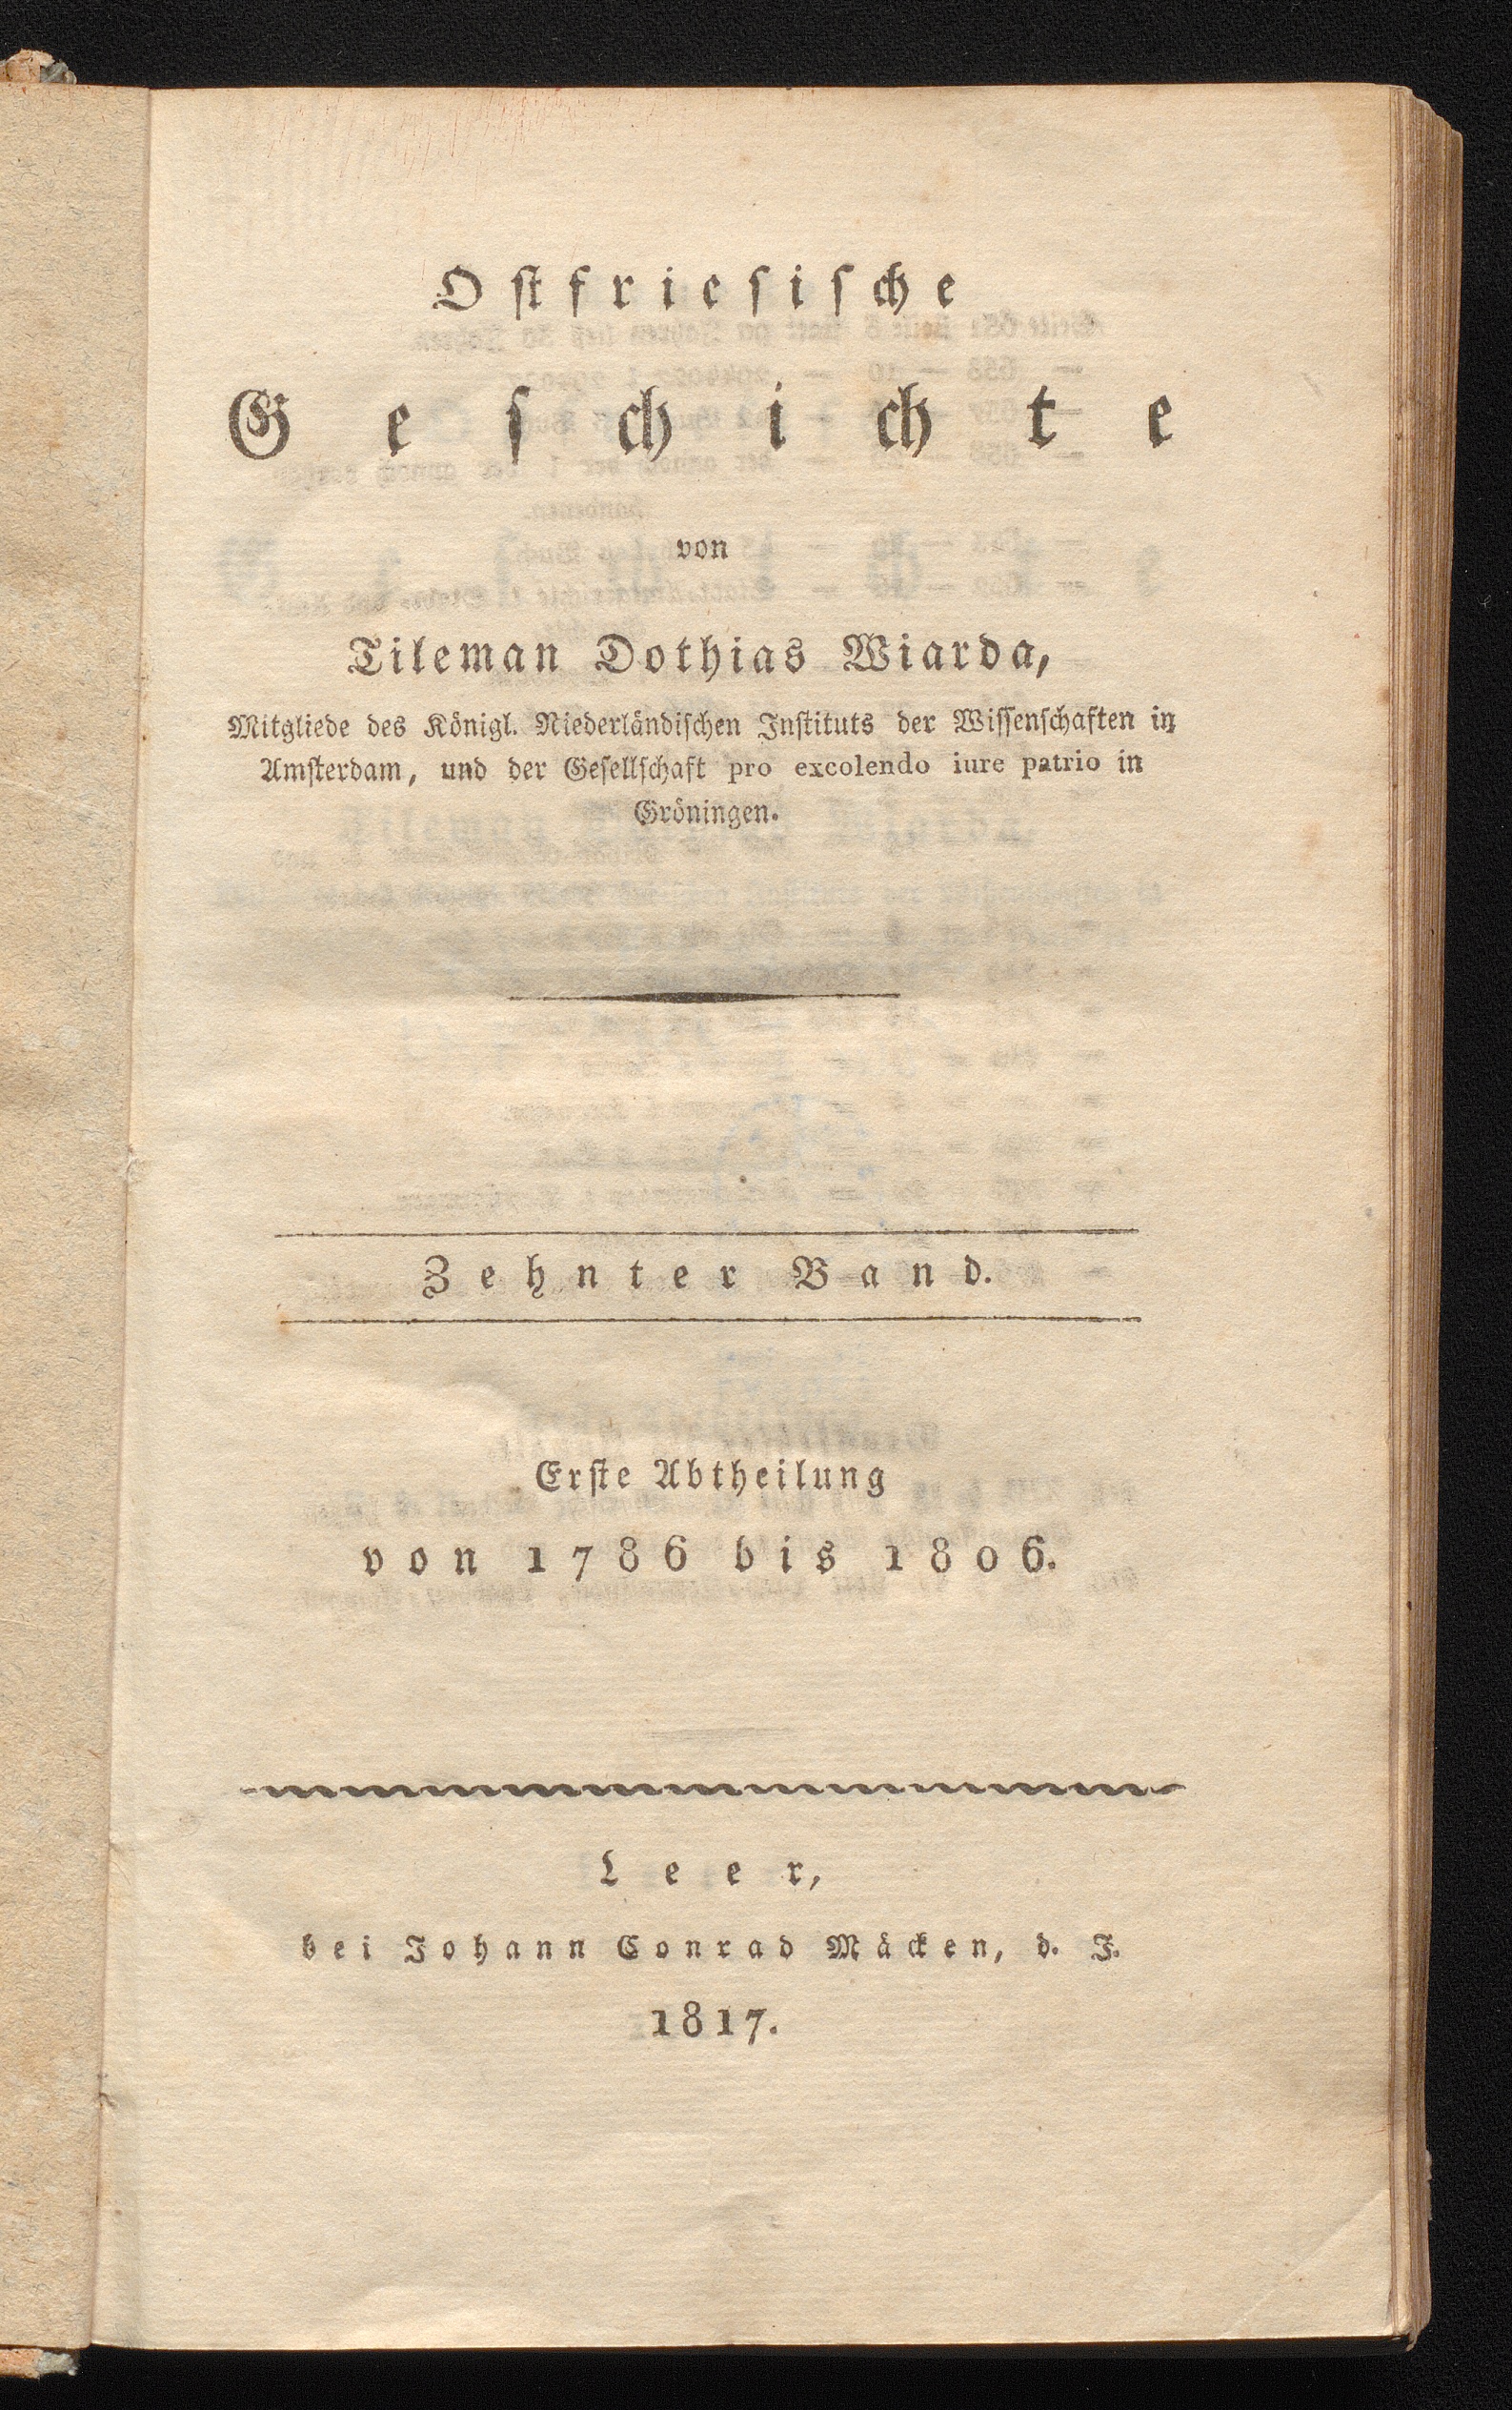 Ostfriesische
Geschichte
von
Tileman Dothias Wiarda,
Mitgliede des Königl. Niederländischen Instituts der Wissenschaften in
Amsterdam, und der Gesellschaft pro excolendo iure patrio in
Gröningen.
Zehnter Band.
Erste Abtheilung
von 1786 bis 1806.
Leer,
bei Johann Conrad Mäcken, d. J.
1817.